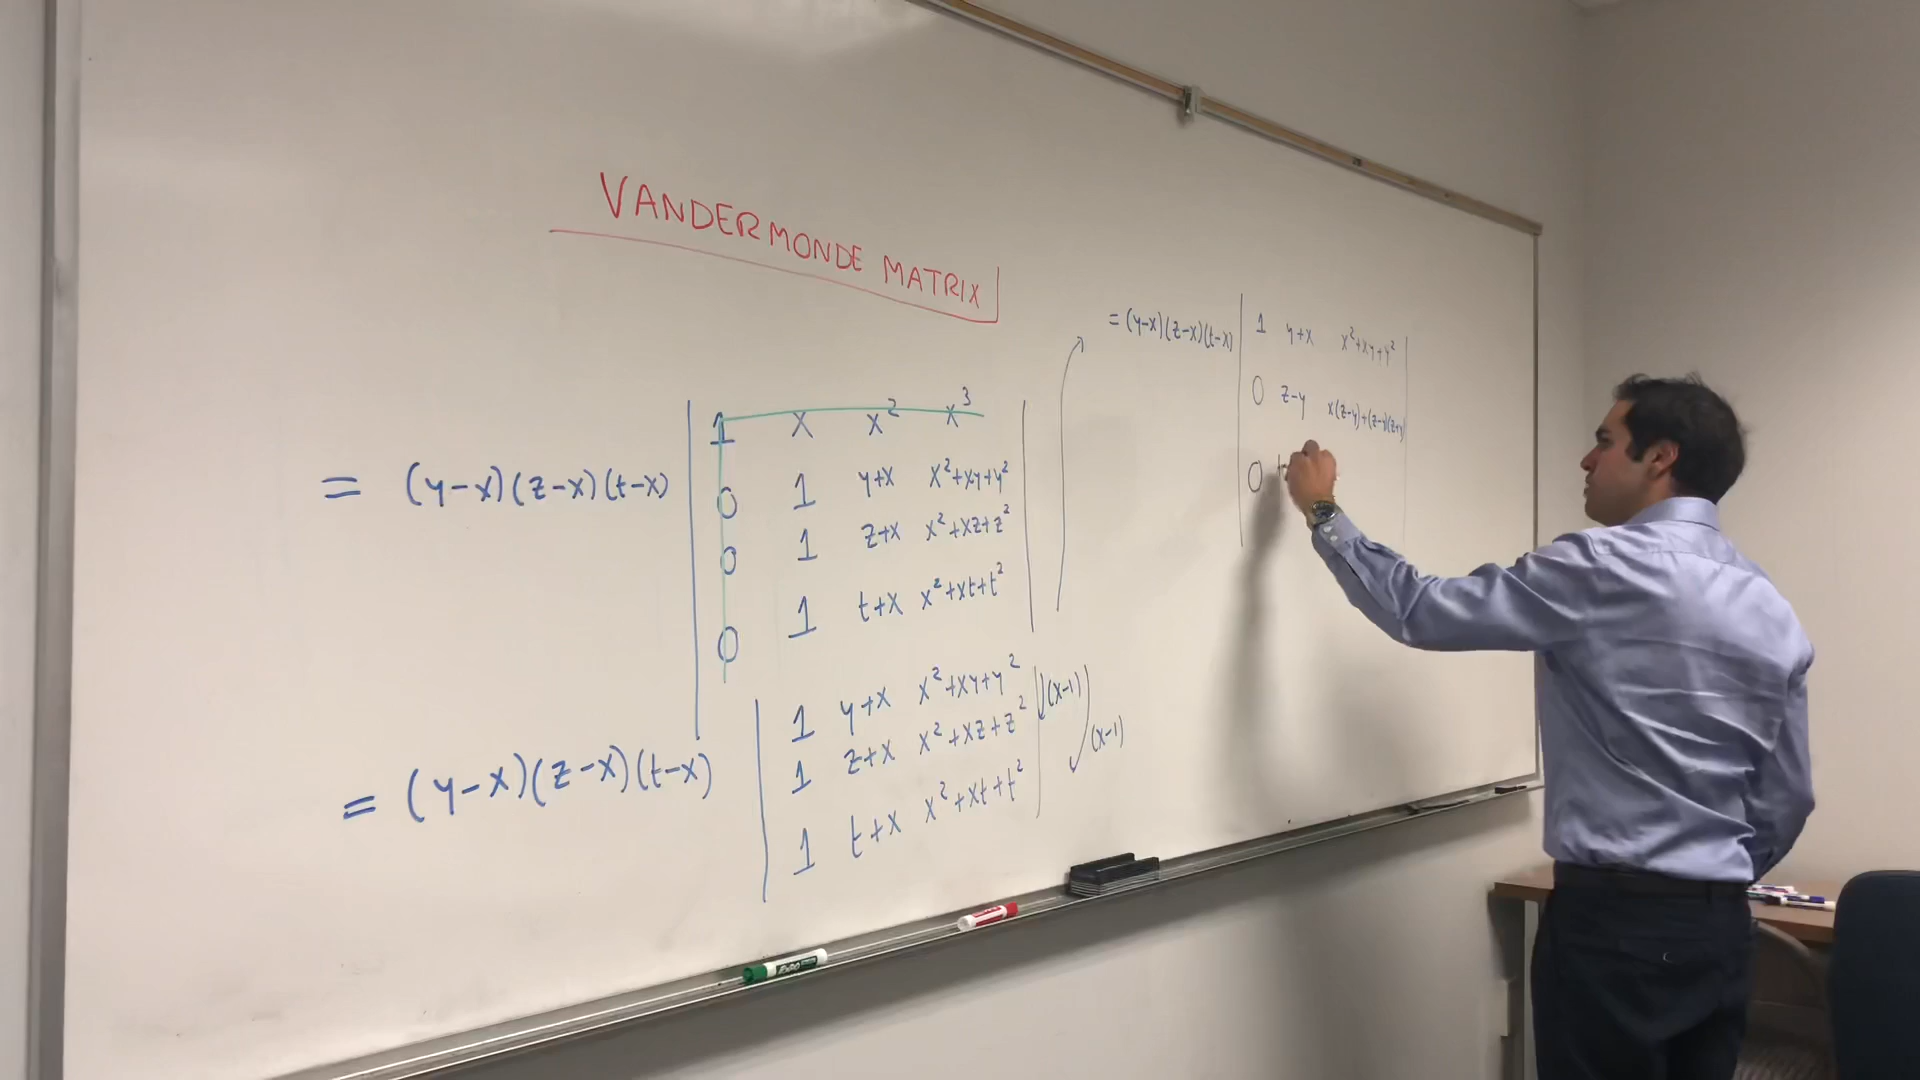 VANDERMONDE MATRIX
= (y-x)(z-x)(t-x)
1 x x² x³
0 1 y+x x²+xy+y²
0 1 z+x x²+xz+z²
0 1 t+x x²+xt+t²
= (y-x)(z-x)(t-x)
1 y+x x²+xy+y²
1 z+x x²+xz+z²
1 t+x x²+xt+t²
(x-1)
(x-1)
= (y-x)(z-x)(t-x)
1 y+x x²+xy+y²
0 z-y x(z-y)+(z-y)(z+y)
0 t
EXPO